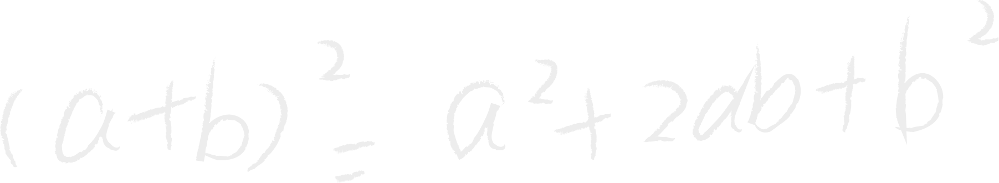 (a+b)² = a²+2ab+b²